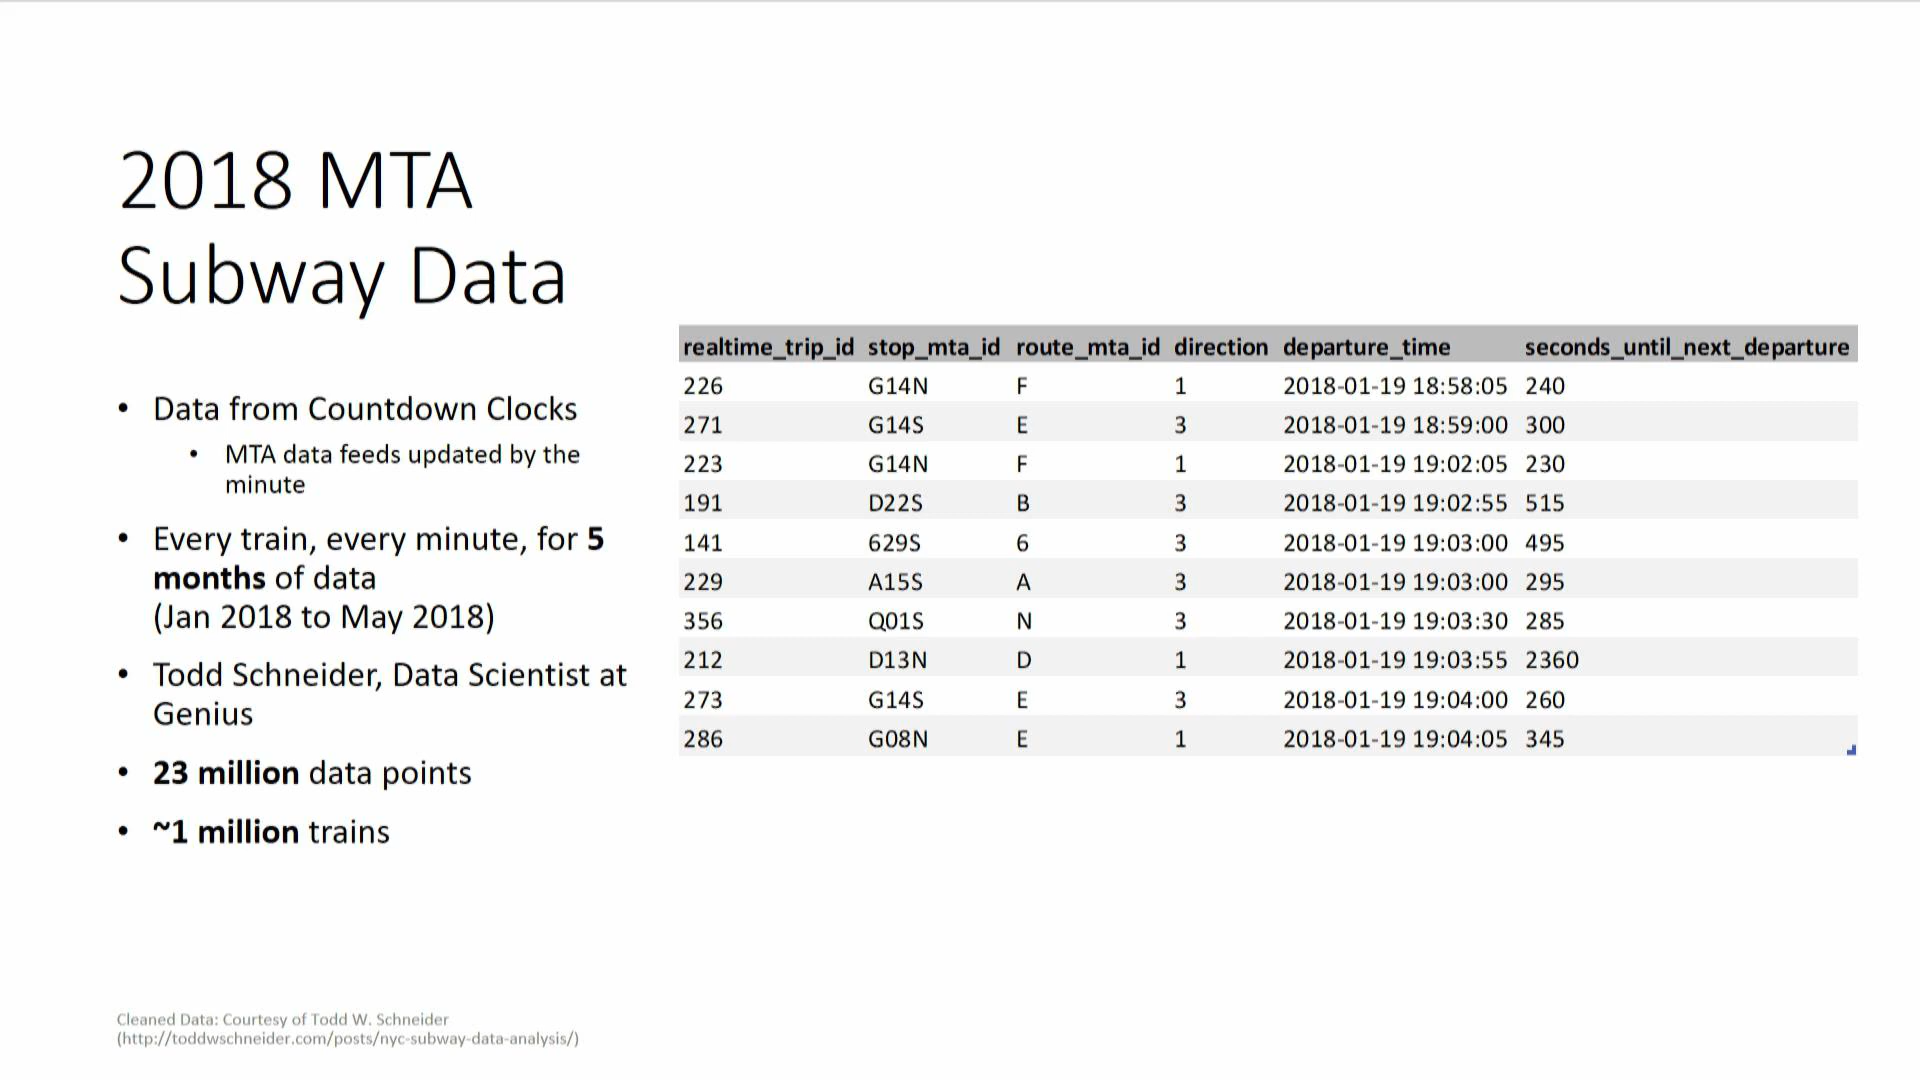 2018 MTA
Subway Data
• Data from Countdown Clocks
• MTA data feeds updated by the
minute
• Every train, every minute, for 5
months of data
(Jan 2018 to May 2018)
• Todd Schneider, Data Scientist at
Genius
• 23 million data points
• ~1 million trains
realtime_trip_id stop_mta_id route_mta_id direction departure_time seconds_until_next_departure
226 G14N F 1 2018-01-19 18:58:05 240
271 G14S E 3 2018-01-19 18:59:00 300
223 G14N F 1 2018-01-19 19:02:05 230
191 D22S B 3 2018-01-19 19:02:55 515
141 629S 6 3 2018-01-19 19:03:00 495
229 A15S A 3 2018-01-19 19:03:00 295
356 Q01S N 3 2018-01-19 19:03:30 285
212 D13N D 1 2018-01-19 19:03:55 2360
273 G14S E 3 2018-01-19 19:04:00 260
286 G08N E 1 2018-01-19 19:04:05 345
Cleaned Data: Courtesy of Todd W. Schneider
(http://toddwschneider.com/posts/nyc-subway-data-analysis/)